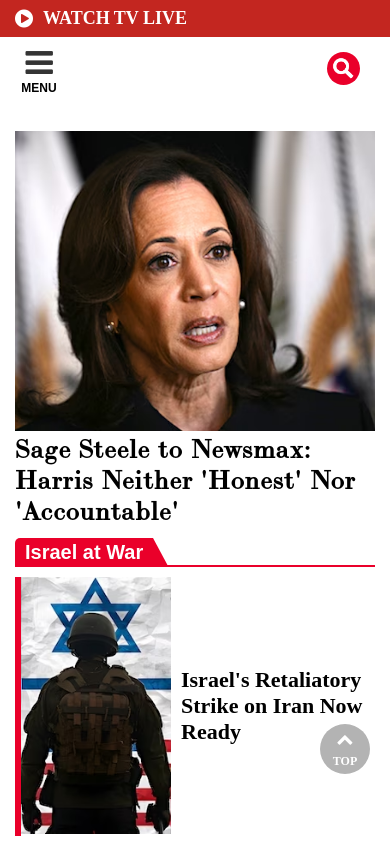 WATCH TV LIVE
MENU
Sage Steele to Newsmax:
Harris Neither 'Honest' Nor
'Accountable'
Israel at War
Israel's Retaliatory
Strike on Iran Now
Ready
TOP